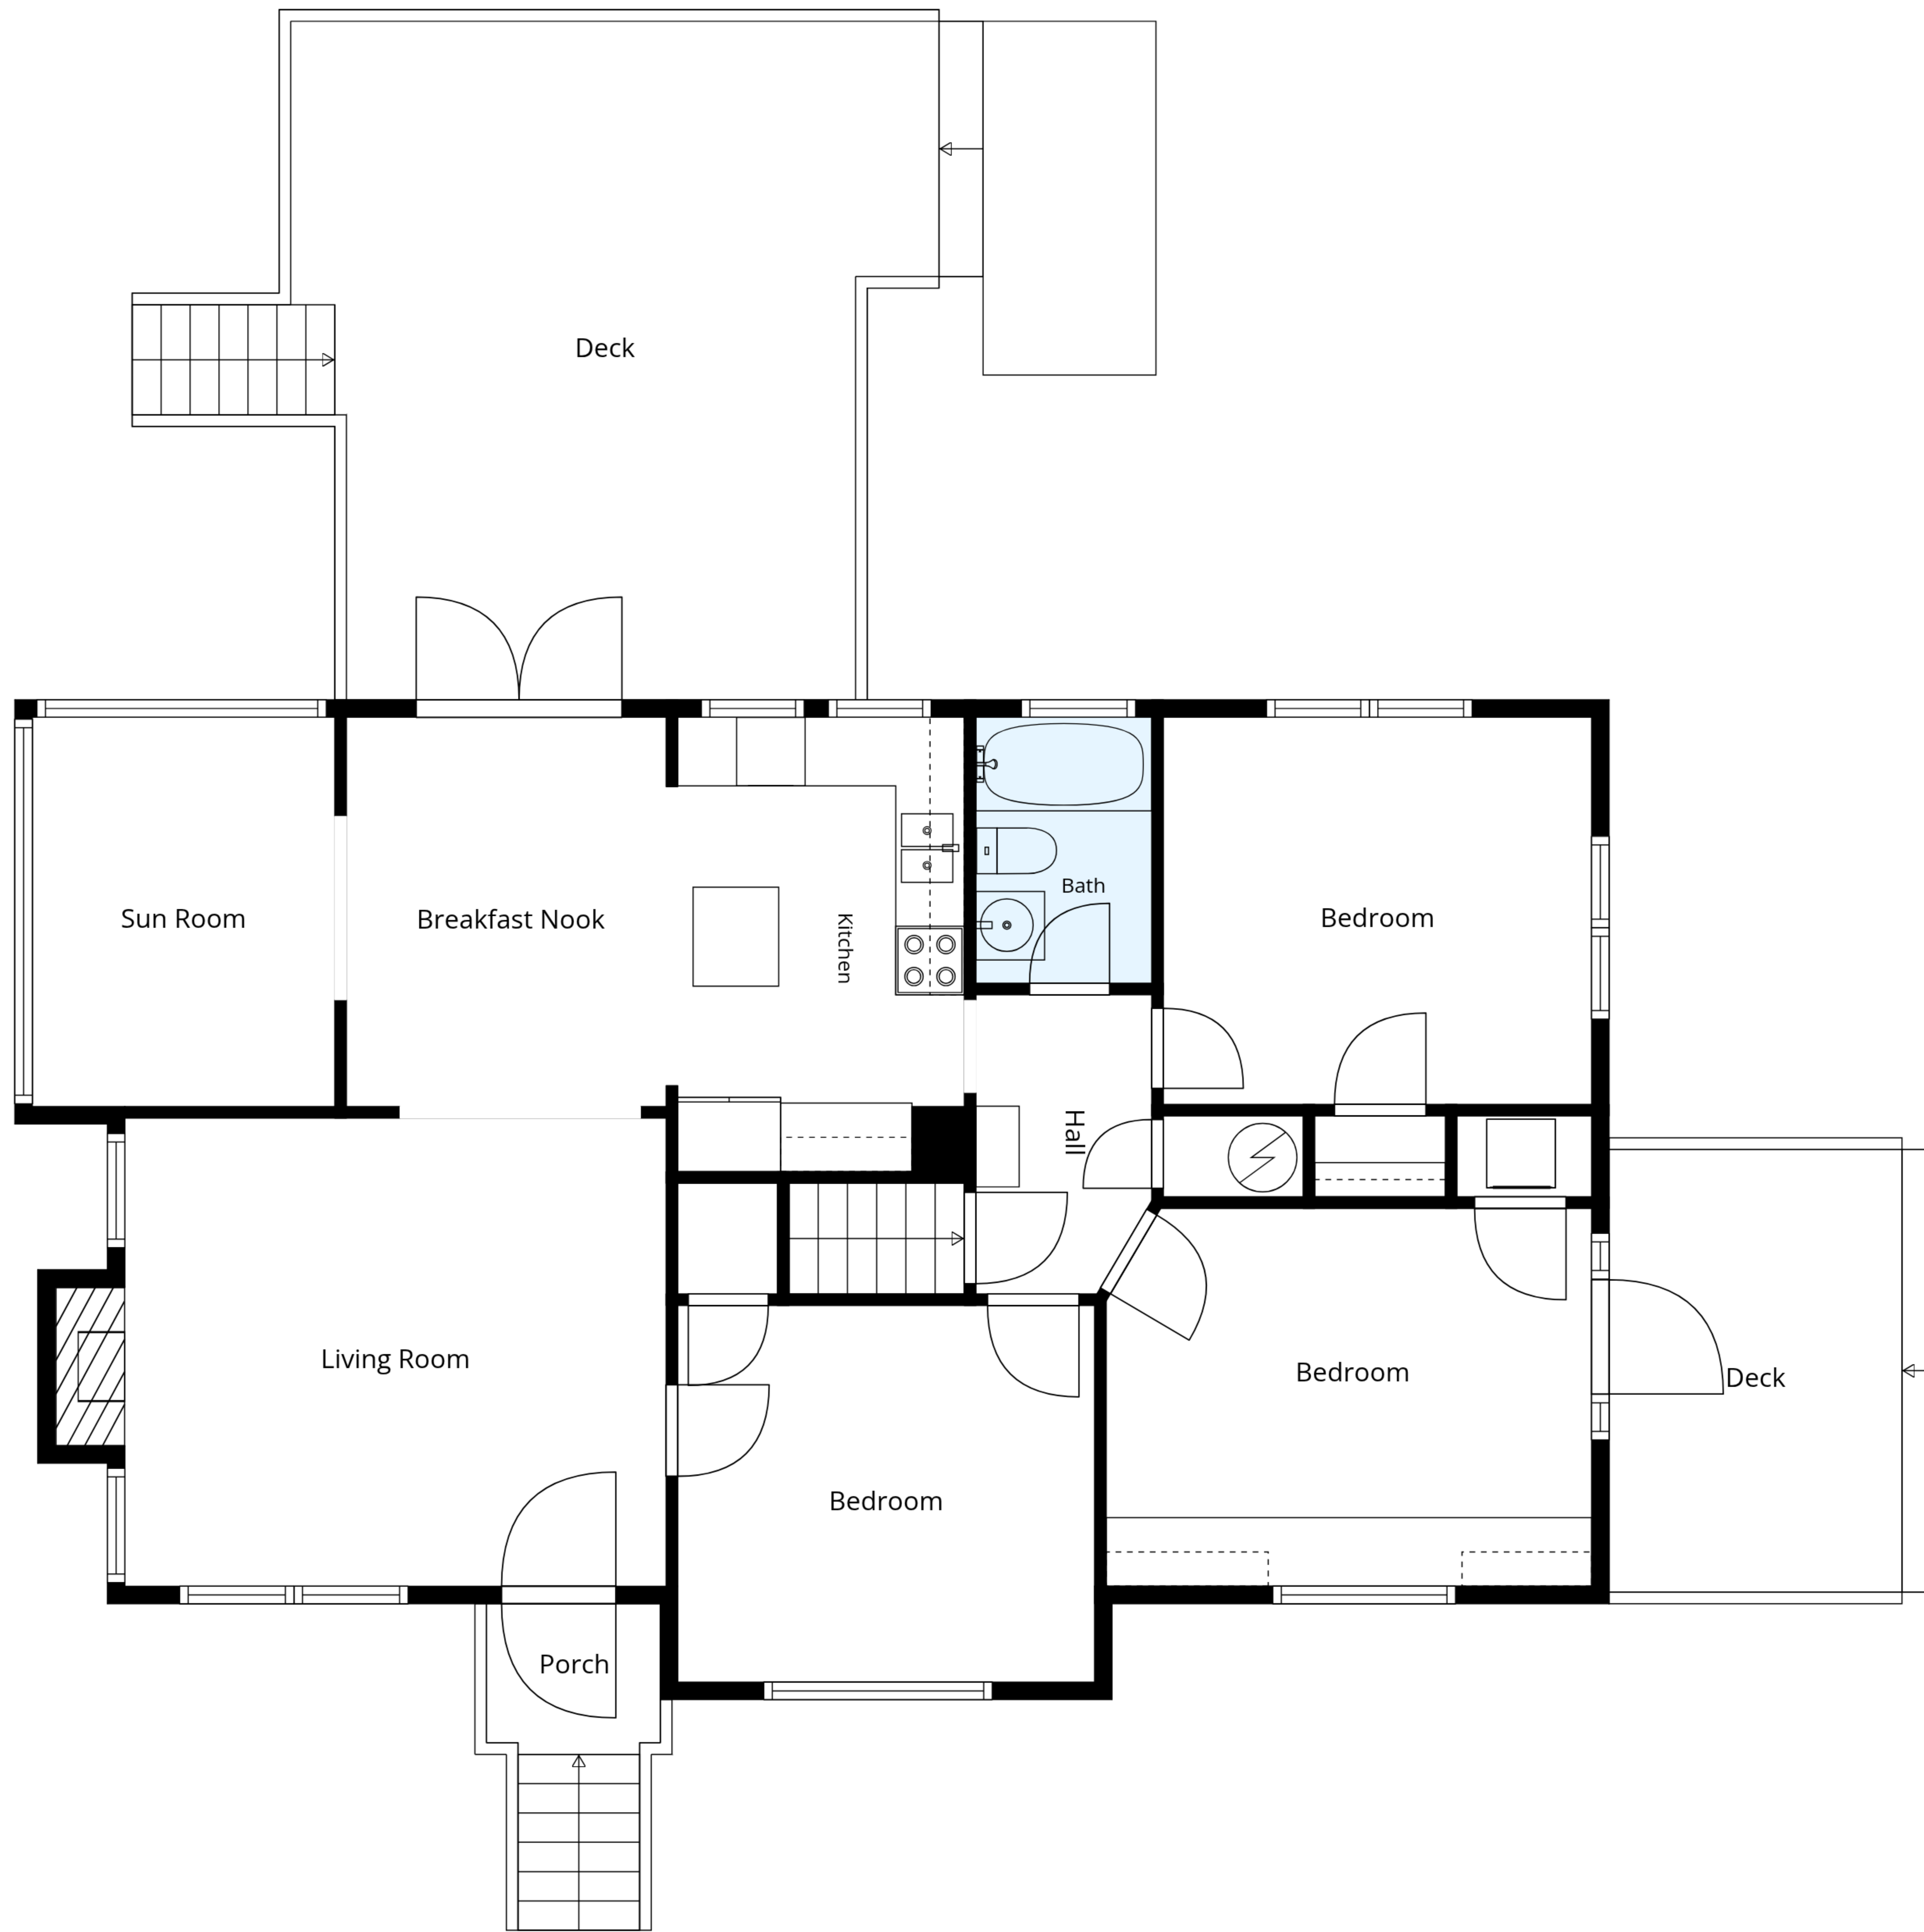 Deck
Sun Room
Breakfast Nook
Kitchen
Bath
Bedroom
Hall
Living Room
Bedroom
Bedroom
Deck
Porch